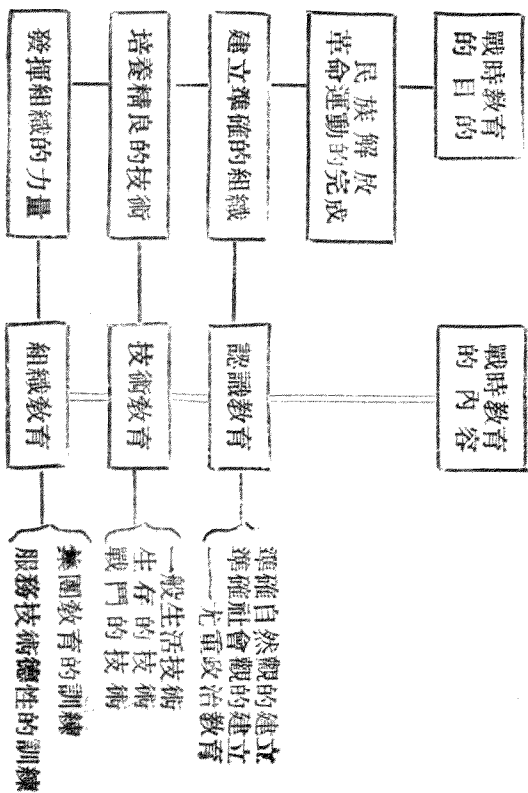 戰時教育
的目的
民族解放
革命運動的完成
建立準確的組織
培養精良的技術
發揮組織的力量
戰時教育
的內容
認識教育
技術教育
組織教育
準確自然觀的建立
準確社會觀的建立
——尤重政治教育
一般生活技術
生存的技術
戰鬥的技術
集團教育的訓練
服務技術德性的訓練